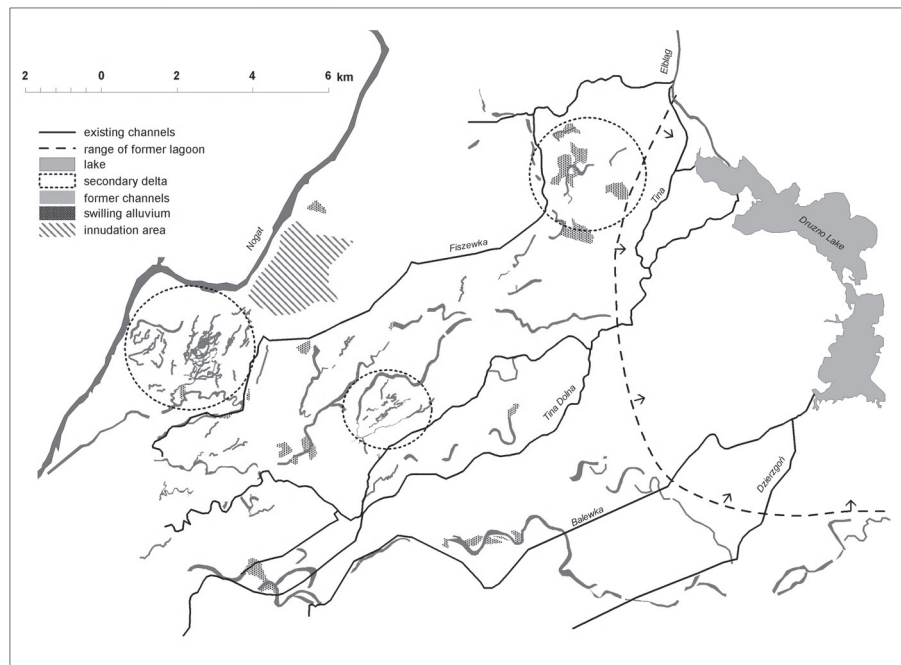 2 0 2 4 6 km
existing channels
range of former lagoon
lake
secondary delta
former channels
swilling alluvium
innudation area
Elbląg
Nogat
Fiszewka
Tina
Druzno Lake
Tina Dolna
Balewka
Dzierzgoń